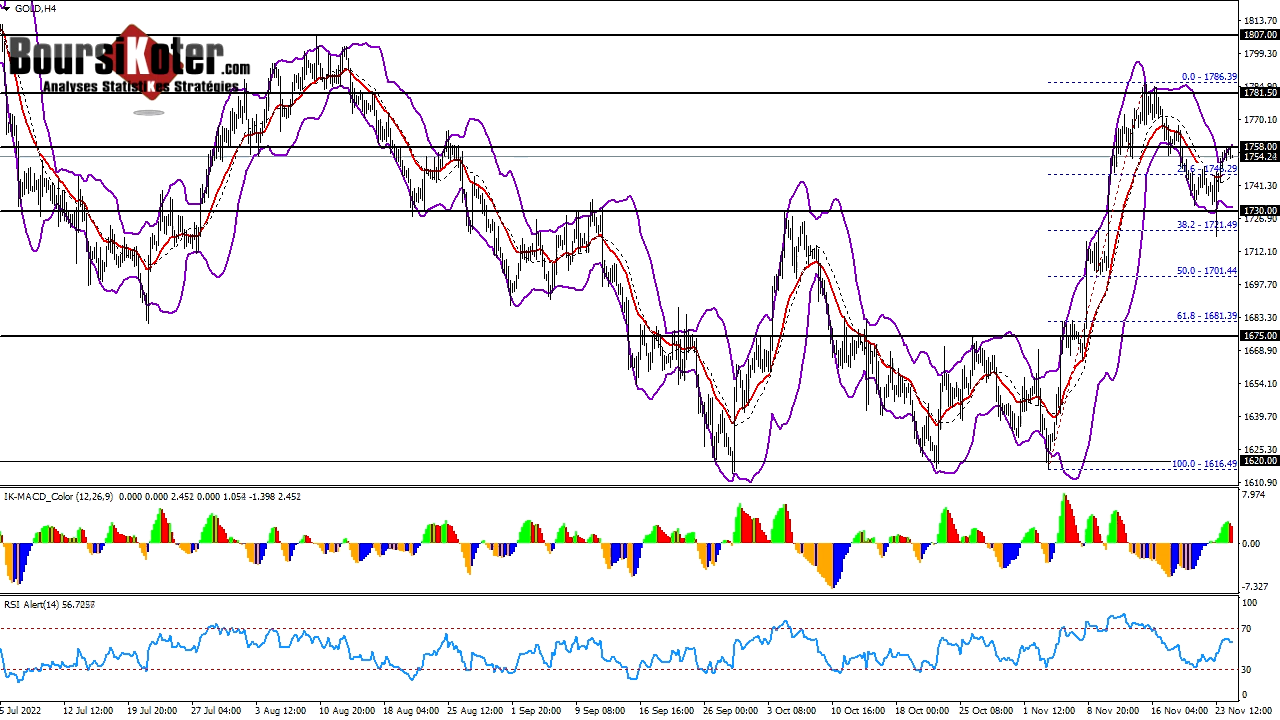 GOLD,H4
BoursiKoter.com
Analyses StatistiKes Stratégies
1813.70
1807.00
1799.30
1781.50
1770.10
1758.00
1754.24
1741.30
1730.00
1726.90
1712.10
1697.70
1683.30
1675.00
1668.90
1654.10
1639.70
1625.30
1620.00
1610.90
0.0 - 1786.39
38.2 - 1721.49
50.0 - 1701.44
61.8 - 1681.39
100.0 - 1616.49
IK-MACD_Color (12,26,9) 0.000 0.000 2.452 0.000 1.054 -1.398 2.452
7.974
0.00
-7.327
RSI Alert(14) 56.7257
100
70
30
0
5 Jul 2022
12 Jul 12:00
19 Jul 20:00
27 Jul 04:00
3 Aug 12:00
10 Aug 20:00
18 Aug 04:00
25 Aug 12:00
1 Sep 20:00
9 Sep 08:00
16 Sep 16:00
26 Sep 00:00
3 Oct 08:00
10 Oct 16:00
18 Oct 00:00
25 Oct 08:00
1 Nov 12:00
8 Nov 20:00
16 Nov 04:00
23 Nov 12:00